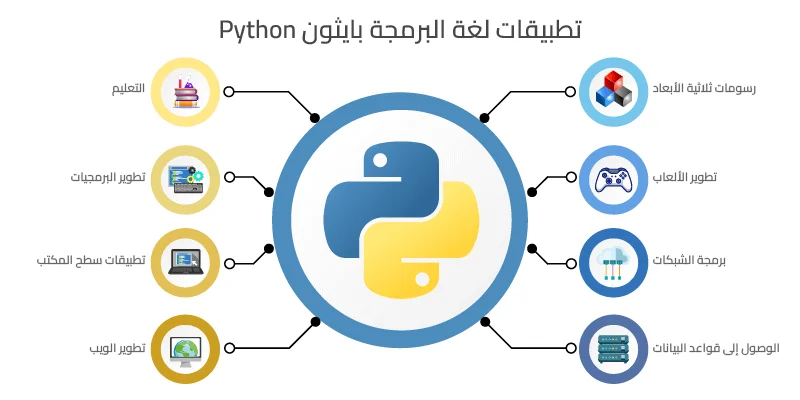 تطبيقات لغة البرمجة بايثون Python
رسومات ثلاثية الأبعاد
التعليم
تطوير الألعاب
تطوير البرمجيات
برمجة الشبكات
تطبيقات سطح المكتب
الوصول إلى قواعد البيانات
تطوير الويب